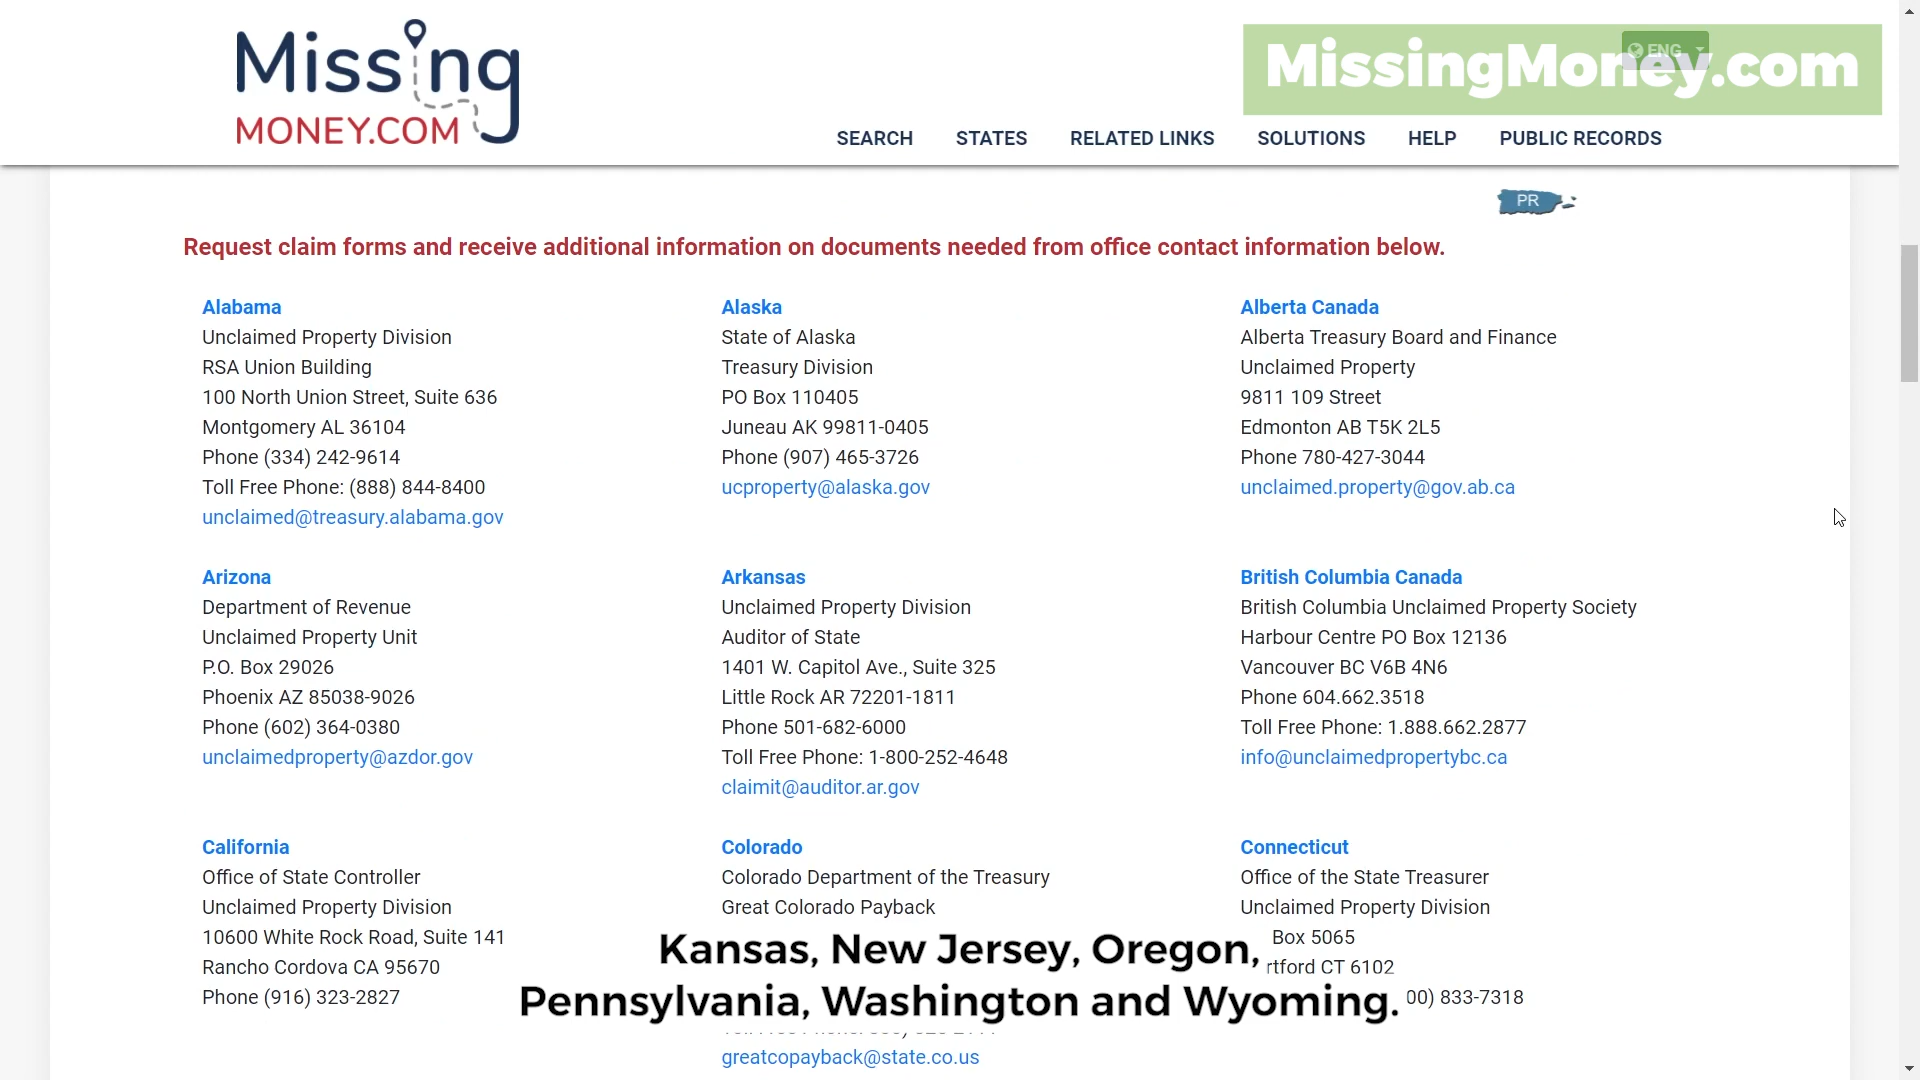 Missing
MONEY.COM
MissingMoney.com
ENG
SEARCH STATES RELATED LINKS SOLUTIONS HELP PUBLIC RECORDS
PR
Request claim forms and receive additional information on documents needed from office contact information below.
Alabama
Unclaimed Property Division
RSA Union Building
100 North Union Street, Suite 636
Montgomery AL 36104
Phone (334) 242-9614
Toll Free Phone: (888) 844-8400
unclaimed@treasury.alabama.gov
Alaska
State of Alaska
Treasury Division
PO Box 110405
Juneau AK 99811-0405
Phone (907) 465-3726
ucproperty@alaska.gov
Alberta Canada
Alberta Treasury Board and Finance
Unclaimed Property
9811 109 Street
Edmonton AB T5K 2L5
Phone 780-427-3044
unclaimed.property@gov.ab.ca
Arizona
Department of Revenue
Unclaimed Property Unit
P.O. Box 29026
Phoenix AZ 85038-9026
Phone (602) 364-0380
unclaimedproperty@azdor.gov
Arkansas
Unclaimed Property Division
Auditor of State
1401 W. Capitol Ave., Suite 325
Little Rock AR 72201-1811
Phone 501-682-6000
Toll Free Phone: 1-800-252-4648
claimit@auditor.ar.gov
British Columbia Canada
British Columbia Unclaimed Property Society
Harbour Centre PO Box 12136
Vancouver BC V6B 4N6
Phone 604.662.3518
Toll Free Phone: 1.888.662.2877
info@unclaimedpropertybc.ca
California
Office of State Controller
Unclaimed Property Division
10600 White Rock Road, Suite 141
Rancho Cordova CA 95670
Phone (916) 323-2827
Colorado
Colorado Department of the Treasury
Great Colorado Payback
greatcopayback@state.co.us
Connecticut
Office of the State Treasurer
Unclaimed Property Division
Box 5065
rtford CT 6102
00) 833-7318
Kansas, New Jersey, Oregon,
Pennsylvania, Washington and Wyoming.